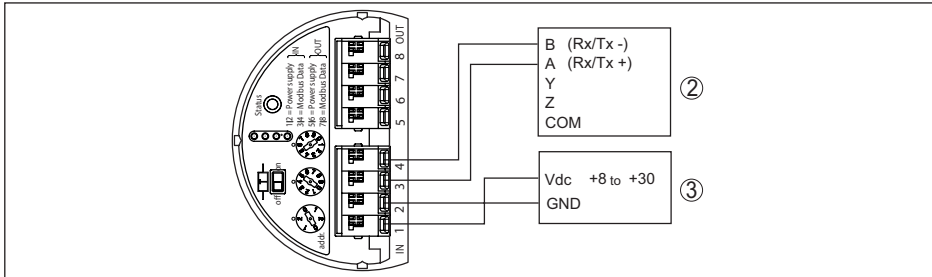 Status
1/2 = Power supply
3/4 = Modbus Data
IN
5/6 = Power supply
7/8 = Modbus Data
OUT
on
off
addr.
OUT
8
7
6
5
4
3
2
1
IN
B (Rx/Tx -)
A (Rx/Tx +)
Y
Z
COM
②
Vdc +8 to +30
GND
③